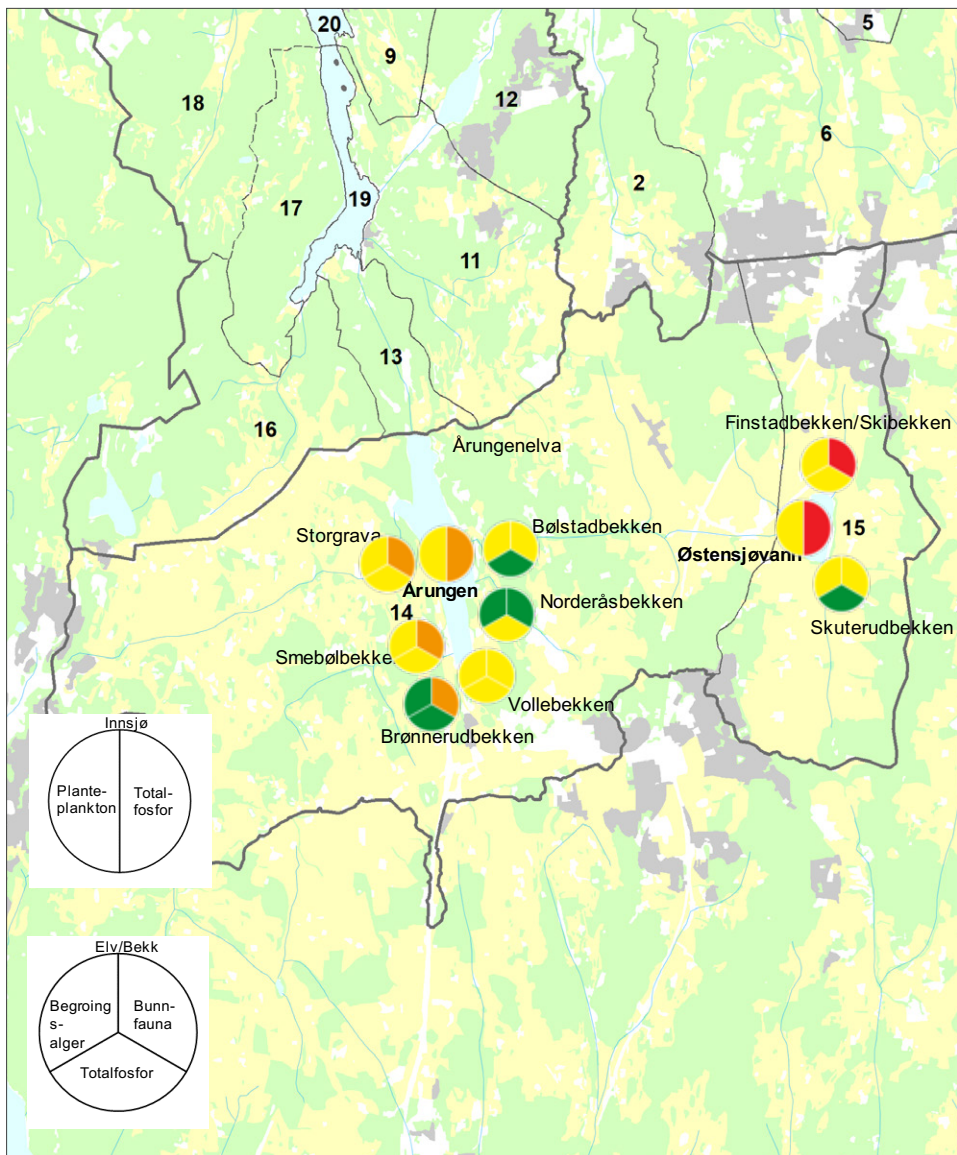 20
5
9
18
12
6
2
17
19
11
13
16
Finstadbekken/Skibekken
Årungenelva
Storgrava
Bølstadbekken
15
Østensjøvann
Årungen
Norderåsbekken
14
Skuterudbekken
Smebølbekke
Vollebekken
Brønnerudbekken
Innsjø
Plante-
plankton
Total-
fosfor
Elv/Bekk
Begroing
s-
alger
Bunn-
fauna
Totalfosfor